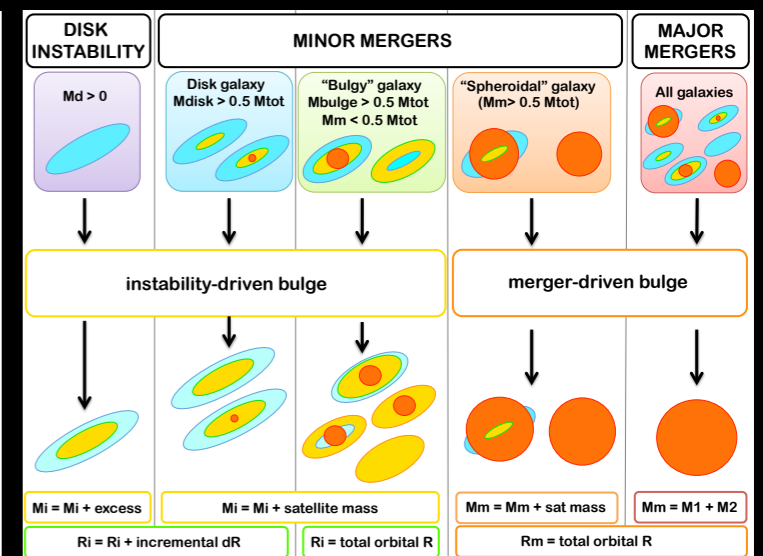 DISK
INSTABILITY
MINOR MERGERS
MAJOR
MERGERS
Md > 0
Disk galaxy
Mdisk > 0.5 Mtot
“Bulgy” galaxy
Mbulge > 0.5 Mtot
Mm < 0.5 Mtot
“Spheroidal” galaxy
(Mm> 0.5 Mtot)
All galaxies
instability-driven bulge
merger-driven bulge
Mi = Mi + excess
Mi = Mi + satellite mass
Mm = Mm + sat mass
Mm = M1 + M2
Ri = Ri + incremental dR
Ri = total orbital R
Rm = total orbital R